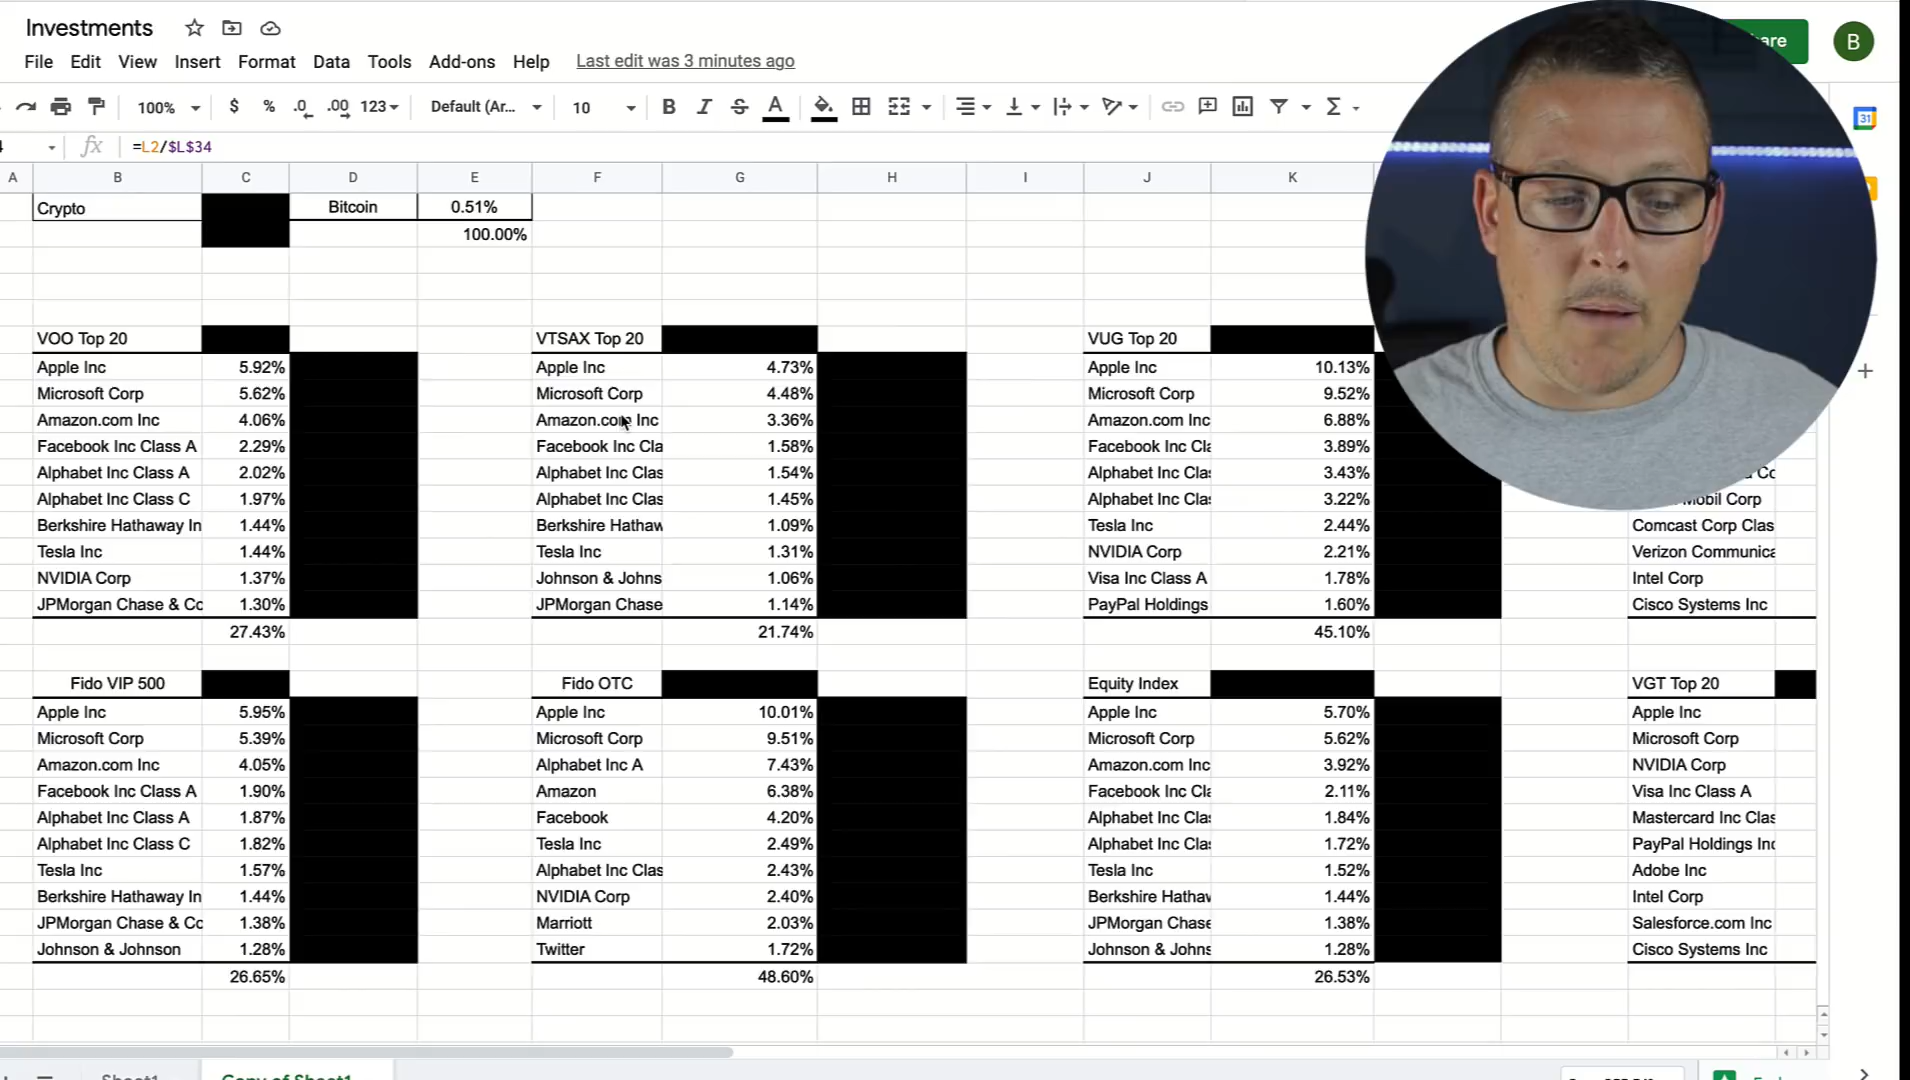 Investments
B
File Edit View Insert Format Data Tools Add-ons Help Last edit was 3 minutes ago
100% $ % .0 .00 123 Default (Ar... 10 B I S A Σ
fx =L2/$L$34
31
A B C D E F G H I J K
Crypto Bitcoin 0.51%
100.00%
VOO Top 20 VTSAX Top 20 VUG Top 20
Apple Inc 5.92% Apple Inc 4.73% Apple Inc 10.13%
Microsoft Corp 5.62% Microsoft Corp 4.48% Microsoft Corp 9.52%
Amazon.com Inc 4.06% Amazon.com Inc 3.36% Amazon.com Inc 6.88%
Facebook Inc Class A 2.29% Facebook Inc Cla 1.58% Facebook Inc Cla 3.89%
Alphabet Inc Class A 2.02% Alphabet Inc Clas 1.54% Alphabet Inc Clas 3.43%
Alphabet Inc Class C 1.97% Alphabet Inc Clas 1.45% Alphabet Inc Clas 3.22% Mobil Corp
Berkshire Hathaway In 1.44% Berkshire Hathaw 1.09% Tesla Inc 2.44% Comcast Corp Clas
Tesla Inc 1.44% Tesla Inc 1.31% NVIDIA Corp 2.21% Verizon Communica
NVIDIA Corp 1.37% Johnson & Johns 1.06% Visa Inc Class A 1.78% Intel Corp
JPMorgan Chase & Co 1.30% JPMorgan Chase 1.14% PayPal Holdings 1.60% Cisco Systems Inc
27.43% 21.74% 45.10%
Fido VIP 500 Fido OTC Equity Index VGT Top 20
Apple Inc 5.95% Apple Inc 10.01% Apple Inc 5.70% Apple Inc
Microsoft Corp 5.39% Microsoft Corp 9.51% Microsoft Corp 5.62% Microsoft Corp
Amazon.com Inc 4.05% Alphabet Inc A 7.43% Amazon.com Inc 3.92% NVIDIA Corp
Facebook Inc Class A 1.90% Amazon 6.38% Facebook Inc Cla 2.11% Visa Inc Class A
Alphabet Inc Class A 1.87% Facebook 4.20% Alphabet Inc Clas 1.84% Mastercard Inc Clas
Alphabet Inc Class C 1.82% Tesla Inc 2.49% Alphabet Inc Clas 1.72% PayPal Holdings Inc
Tesla Inc 1.57% Alphabet Inc Clas 2.43% Tesla Inc 1.52% Adobe Inc
Berkshire Hathaway In 1.44% NVIDIA Corp 2.40% Berkshire Hathaw 1.44% Intel Corp
JPMorgan Chase & Co 1.38% Marriott 2.03% JPMorgan Chase 1.38% Salesforce.com Inc
Johnson & Johnson 1.28% Twitter 1.72% Johnson & Johns 1.28% Cisco Systems Inc
26.65% 48.60% 26.53%
Sheet1 Copy of Sheet1